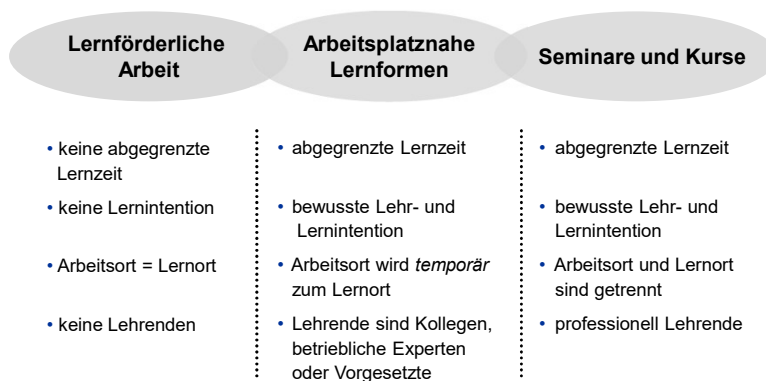 Lernförderliche
Arbeit
Arbeitsplatznahe
Lernformen
Seminare und Kurse
• keine abgegrenzte
Lernzeit
• keine Lernintention
• Arbeitsort = Lernort
• keine Lehrenden
• abgegrenzte Lernzeit
• bewusste Lehr- und
Lernintention
• Arbeitsort wird temporär
zum Lernort
• Lehrende sind Kollegen,
betriebliche Experten
oder Vorgesetzte
• abgegrenzte Lernzeit
• bewusste Lehr- und
Lernintention
• Arbeitsort und Lernort
sind getrennt
• professionell Lehrende